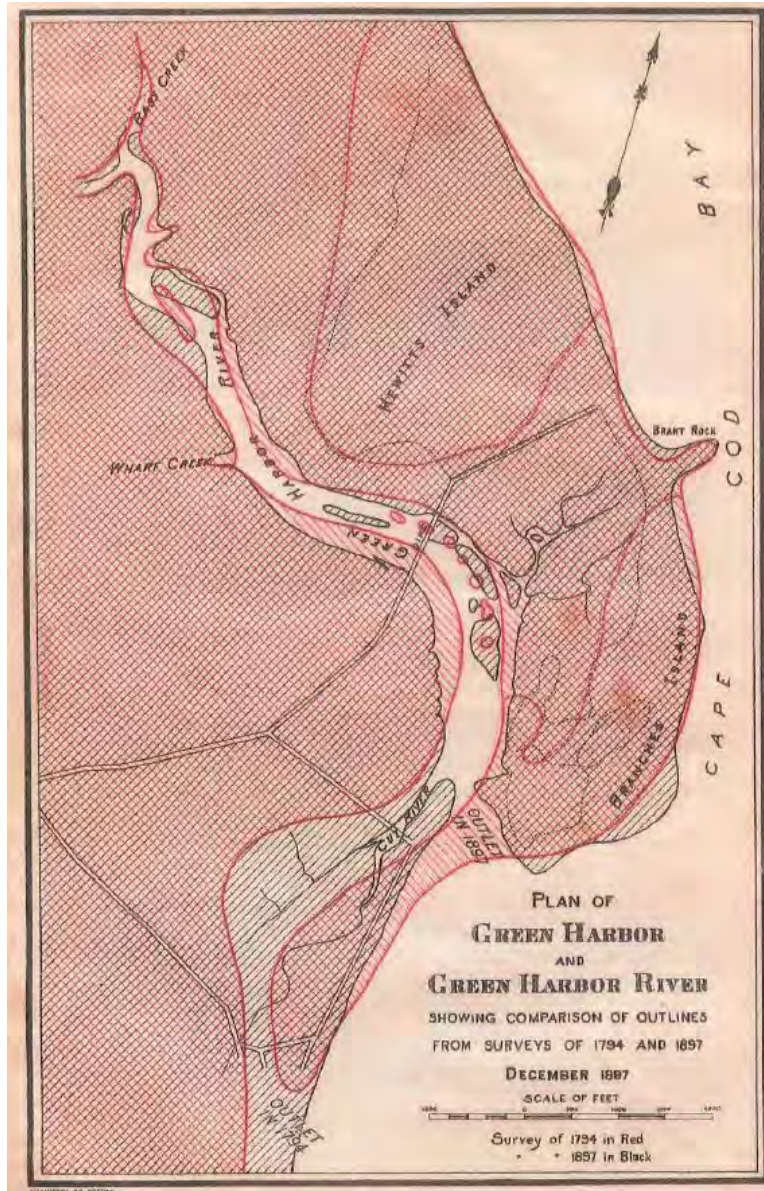 BASS CREEK
BAY
HEWITTS ISLAND
RIVER
BRANT ROCK
COD
WHARF CREEK
HARBOR
GREEN
BRANCHES ISLAND
CAPE
CUT RIVER
OUTLET
IN 1897
PLAN OF
GREEN HARBOR
AND
GREEN HARBOR RIVER
SHOWING COMPARISON OF OUTLINES
FROM SURVEYS OF 1794 AND 1897
DECEMBER 1897
SCALE OF FEET
Survey of 1794 in Red
" " 1897 in Black
OUTLET
IN 1794